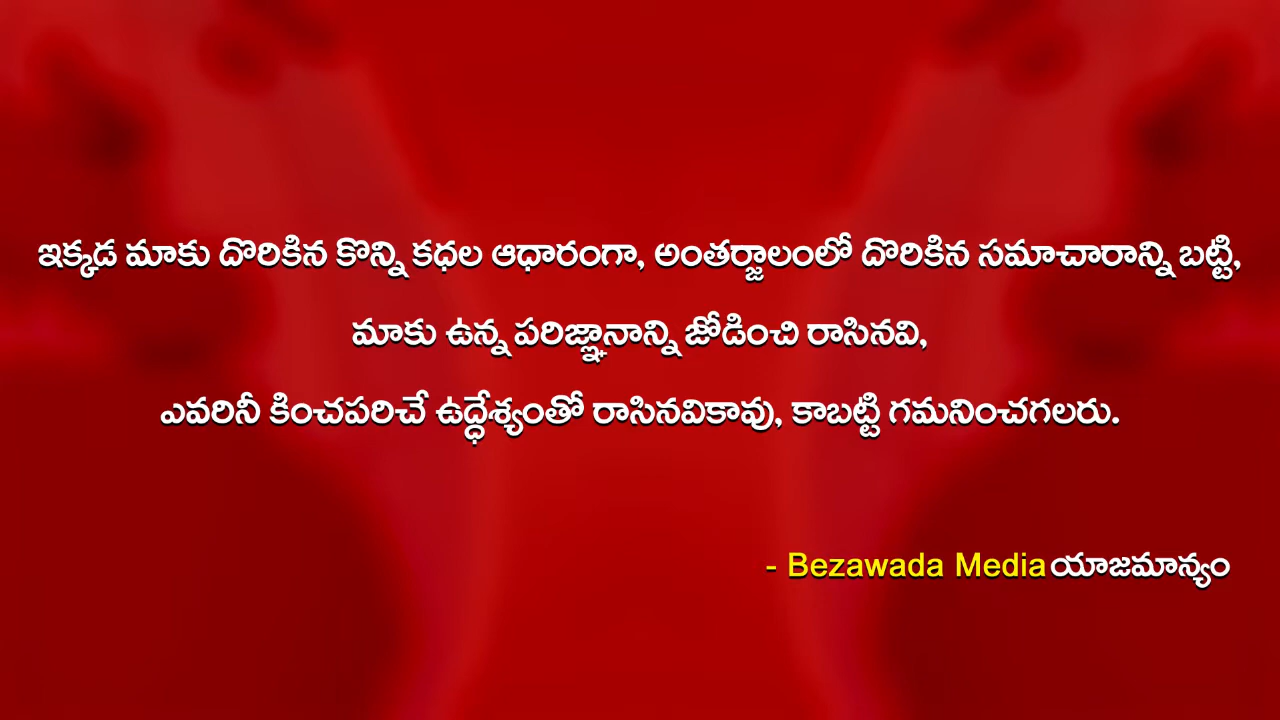 ఇక్కడ మాకు దొరికిన కొన్ని కధల ఆధారంగా, అంతర్జాలంలో దొరికిన సమాచారాన్ని బట్టి,
మాకు ఉన్న పరిజ్ఞానాన్ని జోడించి రాసినవి,
ఎవరినీ కించపరిచే ఉద్ధేశ్యంతో రాసినవికావు, కాబట్టి గమనించగలరు.
- Bezawada Media యాజమాన్యం